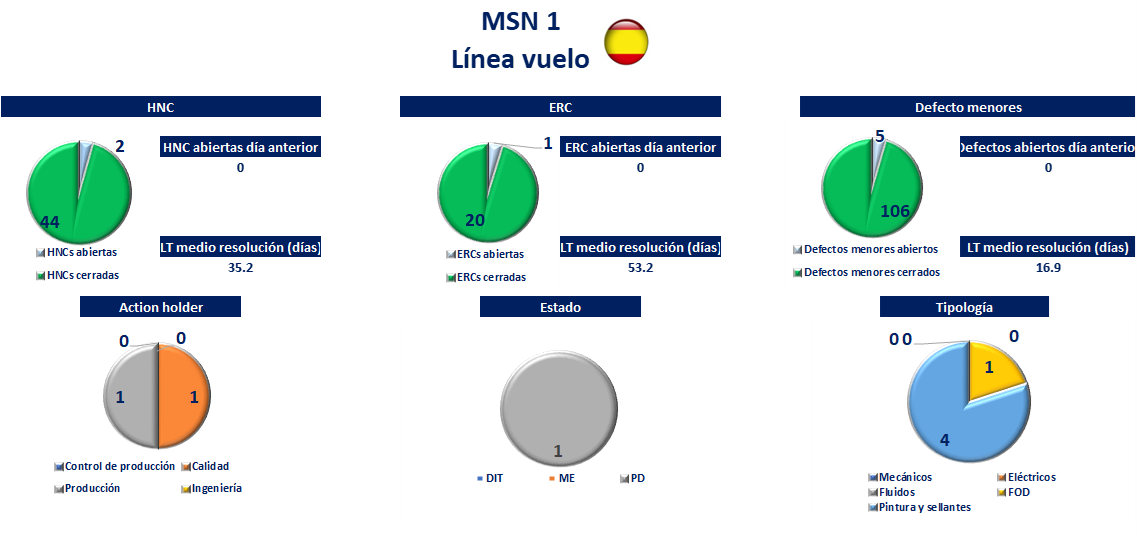 MSN 1
Línea vuelo
HNC
2
44
HNCs abiertas
HNCs cerradas
HNC abiertas día anterior
0
LT medio resolución (días)
35.2
ERC
1
20
ERCs abiertas
ERCs cerradas
ERC abiertas día anterior
0
LT medio resolución (días)
53.2
Defecto menores
5
106
Defectos menores abiertos
Defectos menores cerrados
Defectos abiertos día anterio
0
LT medio resolución (días)
16.9
Action holder
0 0
1 1
Control de producción Calidad
Producción Ingeniería
Estado
1
DIT ME PD
Tipología
0 0 0
1
4
Mecánicos Eléctricos
Fluidos FOD
Pintura y sellantes